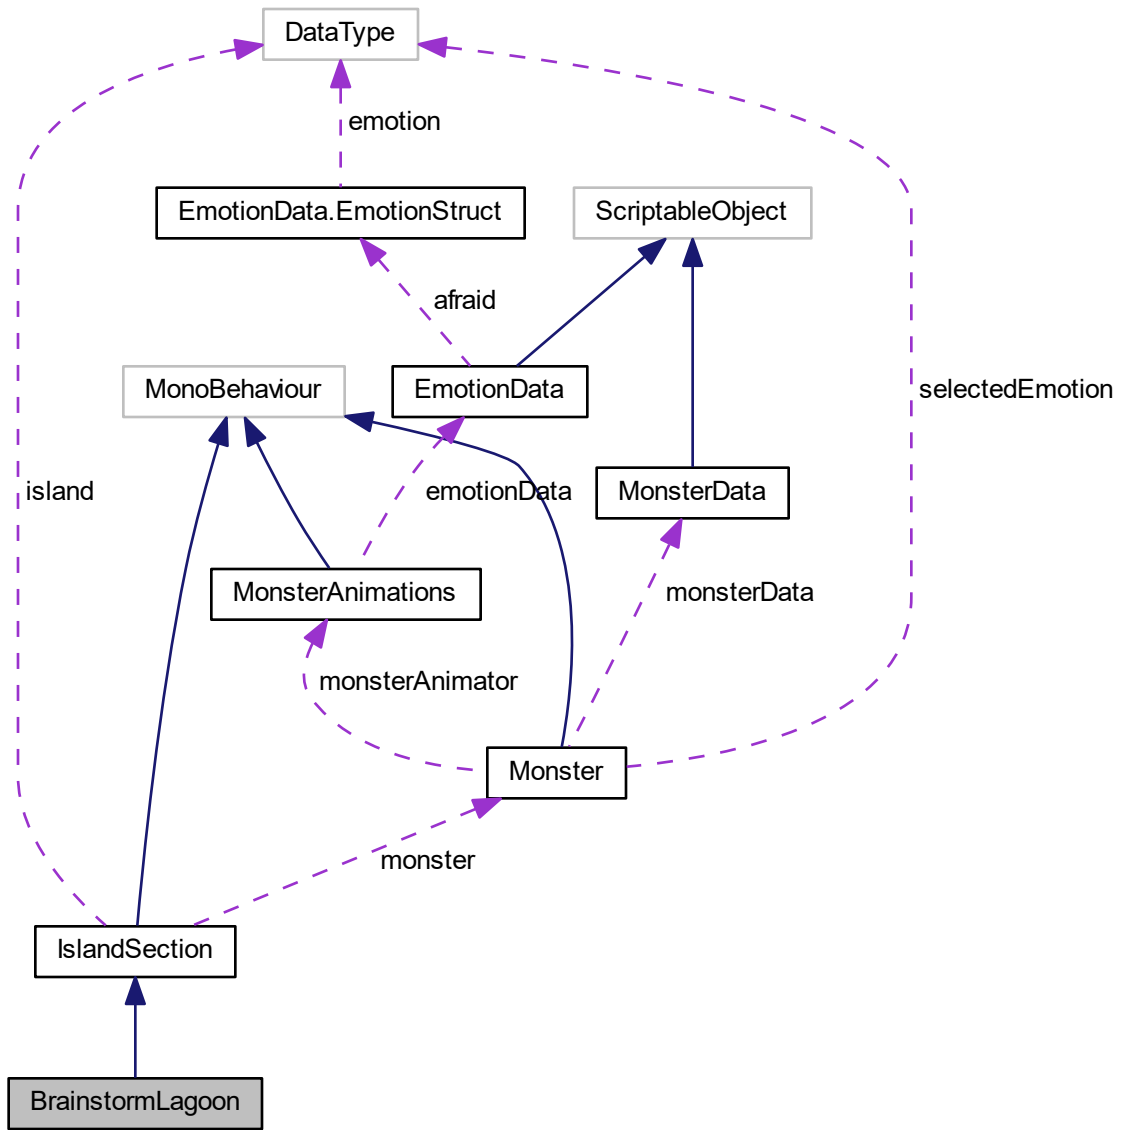 DataType
emotion
EmotionData.EmotionStruct
ScriptableObject
afraid
MonoBehaviour
EmotionData
selectedEmotion
island
emotionData
MonsterData
MonsterAnimations
monsterData
monsterAnimator
Monster
monster
IslandSection
BrainstormLagoon